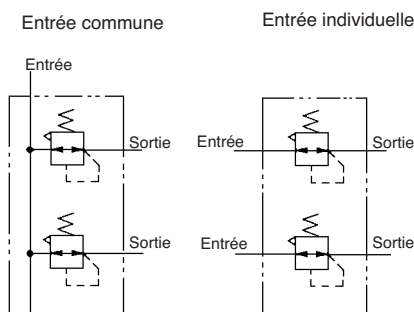 Entrée commune
Entrée individuelle
Entrée
Sortie
Entrée
Sortie
Sortie
Entrée
Sortie